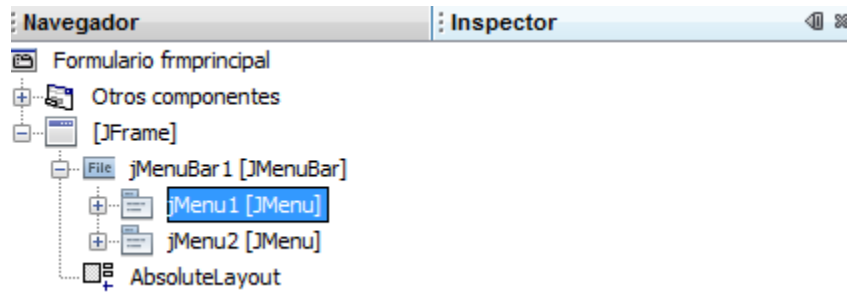 Navegador Inspector
Formulario frmprincipal
Otros componentes
[JFrame]
File jMenuBar1 [JMenuBar]
jMenu1 [JMenu]
jMenu2 [JMenu]
AbsoluteLayout